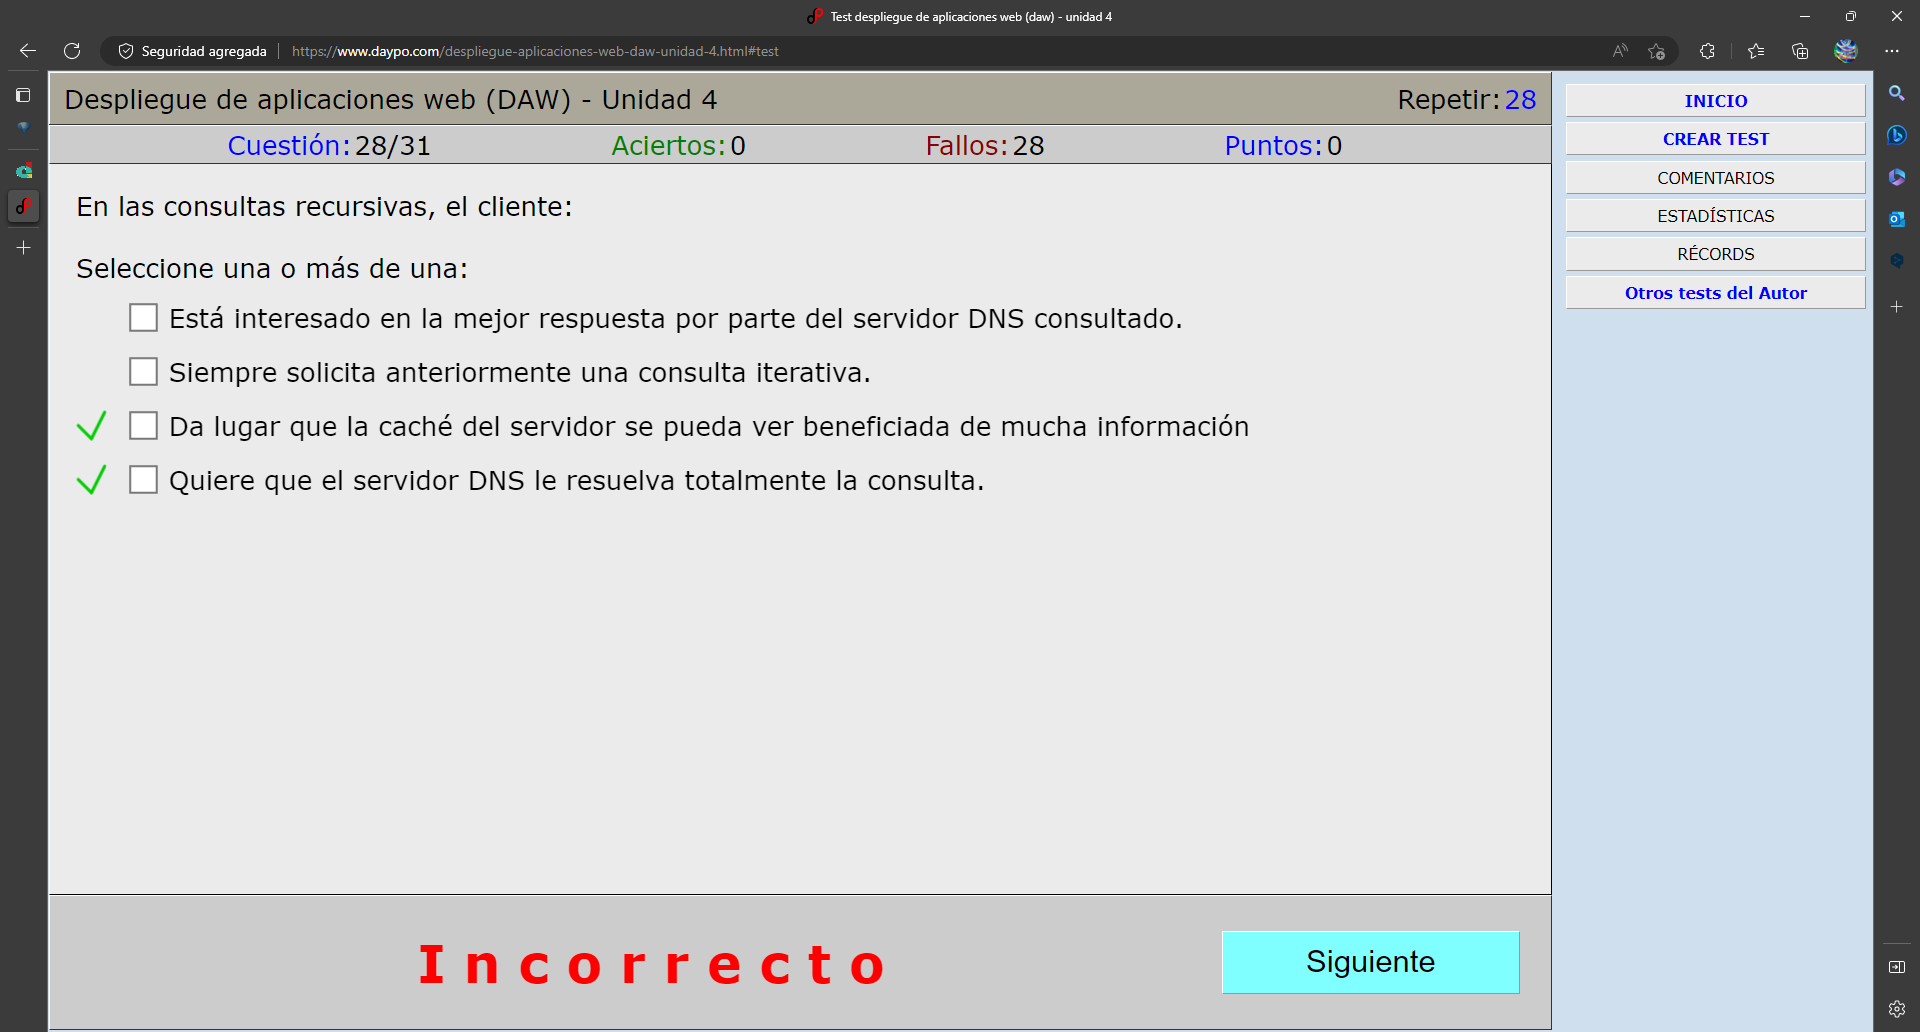 Test despliegue de aplicaciones web (daw) - unidad 4
Seguridad agregada
https://www.daypo.com/despliegue-aplicaciones-web-daw-unidad-4.html#test
Despliegue de aplicaciones web (DAW) - Unidad 4
Repetir:28
Cuestión:28/31
Aciertos:0
Fallos:28
Puntos:0
En las consultas recursivas, el cliente:
Seleccione una o más de una:
Está interesado en la mejor respuesta por parte del servidor DNS consultado.
Siempre solicita anteriormente una consulta iterativa.
Da lugar que la caché del servidor se pueda ver beneficiada de mucha información
Quiere que el servidor DNS le resuelva totalmente la consulta.
Incorrecto
Siguiente
INICIO
CREAR TEST
COMENTARIOS
ESTADÍSTICAS
RÉCORDS
Otros tests del Autor